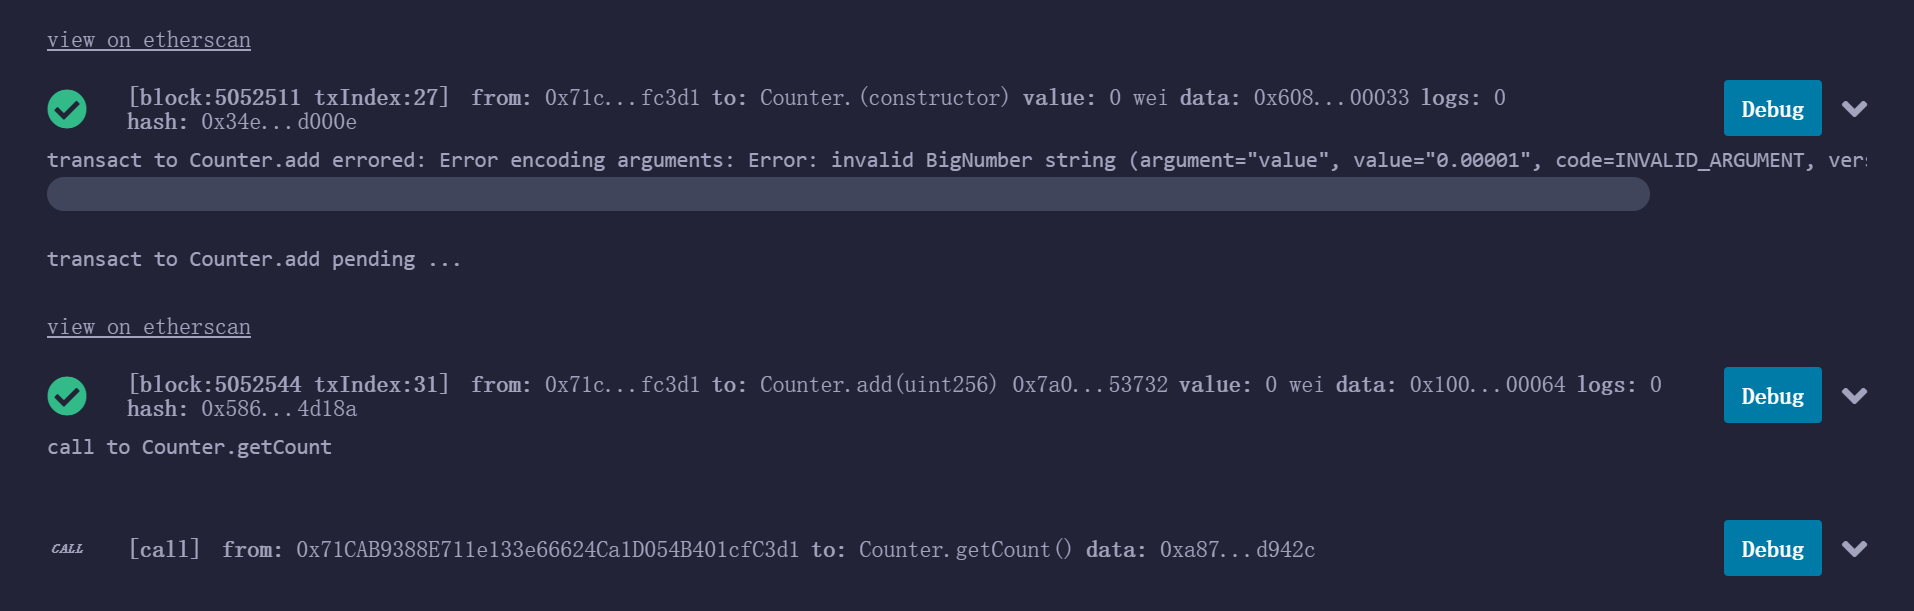 view on etherscan
[block:5052511 txIndex:27] from: 0x71c...fc3d1 to: Counter.(constructor) value: 0 wei data: 0x608...00033 logs: 0
hash: 0x34e...d000e
Debug
transact to Counter.add errored: Error encoding arguments: Error: invalid BigNumber string (argument="value", value="0.00001", code=INVALID_ARGUMENT, vers
transact to Counter.add pending ...
view on etherscan
[block:5052544 txIndex:31] from: 0x71c...fc3d1 to: Counter.add(uint256) 0x7a0...53732 value: 0 wei data: 0x100...00064 logs: 0
hash: 0x586...4d18a
Debug
call to Counter.getCount
CALL
[call] from: 0x71CAB9388E711e133e66624Ca1D054B401cfC3d1 to: Counter.getCount() data: 0xa87...d942c
Debug